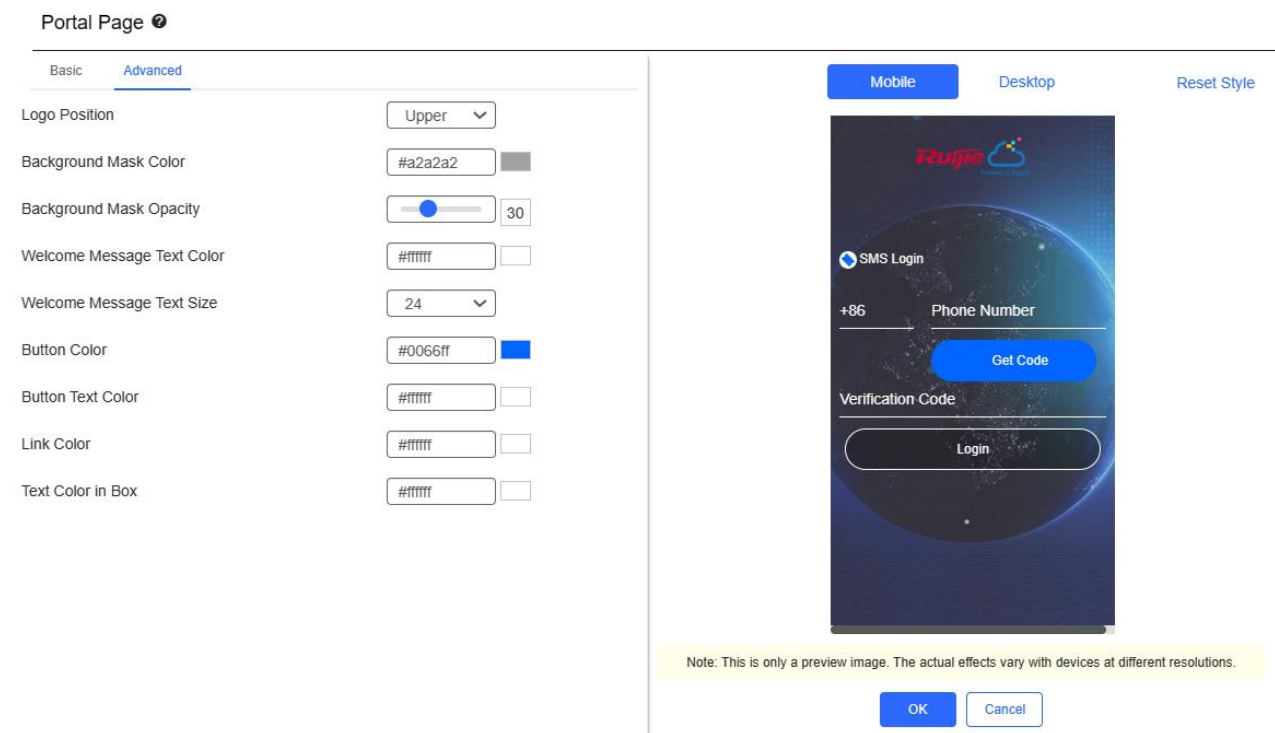 Portal Page ?
Basic Advanced
Logo Position Upper
Background Mask Color #a2a2a2
Background Mask Opacity 30
Welcome Message Text Color #ffffff
Welcome Message Text Size 24
Button Color #0066ff
Button Text Color #ffffff
Link Color #ffffff
Text Color in Box #ffffff
Mobile Desktop Reset Style
Ruijie
SMS Login
+86 Phone Number
Get Code
Verification Code
Login
Note: This is only a preview image. The actual effects vary with devices at different resolutions.
OK Cancel